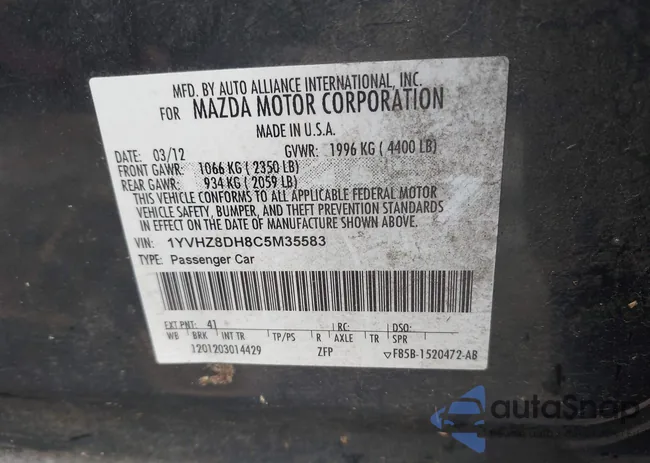 MFD. BY AUTO ALLIANCE INTERNATIONAL, INC.
FOR MAZDA MOTOR CORPORATION
MADE IN U.S.A.
DATE: 03/12 GVWR: 1996 KG ( 4400 LB)
FRONT GAWR: 1066 KG ( 2350 LB)
REAR GAWR: 934 KG ( 2059 LB)
THIS VEHICLE CONFORMS TO ALL APPLICABLE FEDERAL MOTOR
VEHICLE SAFETY, BUMPER, AND THEFT PREVENTION STANDARDS
IN EFFECT ON THE DATE OF MANUFACTURE SHOWN ABOVE.
VIN: 1YVHZ8DH8C5M35583
TYPE: Passenger Car
EXT PNT: 41 RC: DSO:
WB BRK INT TR TP/PS R AXLE TR SPR
1201203014429 ZFP ▽FB5B-1520472-AB
autoSnap